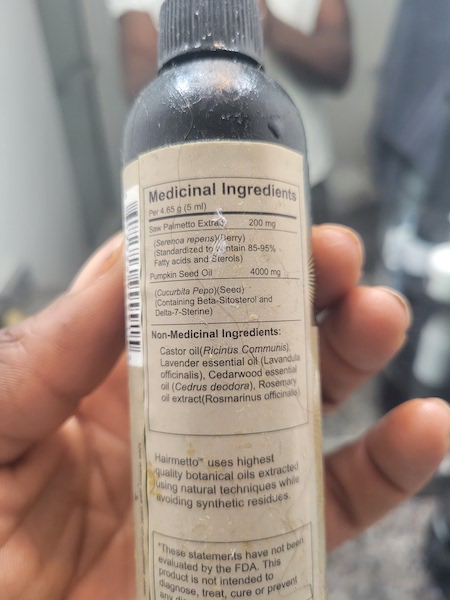 Medicinal Ingredients
Per 4.65 g (5 ml)
Saw Palmetto Extract 200 mg
(Serenoa repens)(Berry)
(Standardized to contain 85-95%
Fatty acids and Sterols)
Pumpkin Seed Oil 4000 mg
(Cucurbita Pepo)(Seed)
(Containing Beta-Sitosterol and
Delta-7-Sterine)
Non-Medicinal Ingredients:
Castor oil(Ricinus Communis),
Lavender essential oil (Lavandula
officinalis), Cedarwood essential
oil (Cedrus deodora), Rosemary
oil extract(Rosmarinus officinalis)
Hairmetto™ uses highest
quality botanical oils extracted
using natural techniques while
avoiding synthetic residues.
*These statements have not been
evaluated by the FDA. This
product is not intended to
diagnose, treat, cure or prevent
any